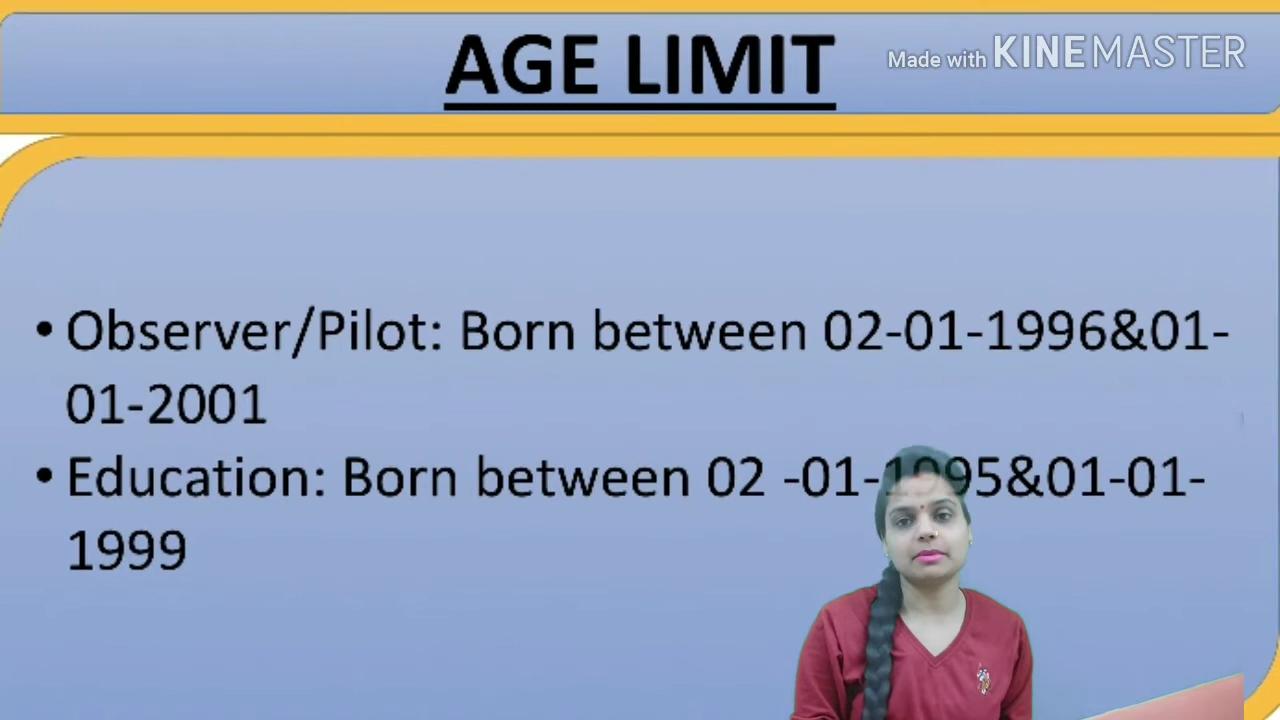 AGE LIMIT
Made with KINEMASTER
• Observer/Pilot: Born between 02-01-1996&01-
01-2001
• Education: Born between 02 -01-1995&01-01-
1999